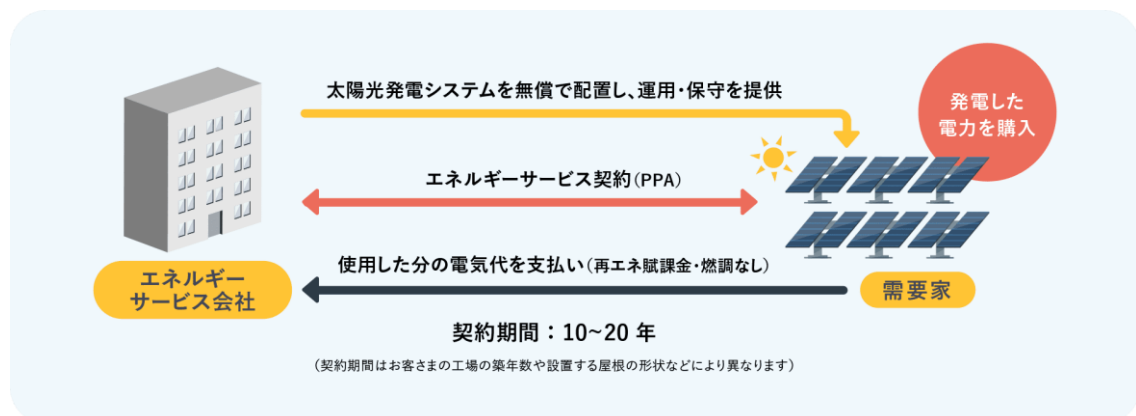 太陽光発電システムを無償で配置し、運用・保守を提供
発電した
電力を購入
エネルギーサービス契約（PPA）
使用した分の電気代を支払い（再エネ賦課金・燃調なし）
エネルギー
サービス会社
需要家
契約期間：10~20 年
（契約期間はお客さまの工場の築年数や設置する屋根の形状などにより異なります）